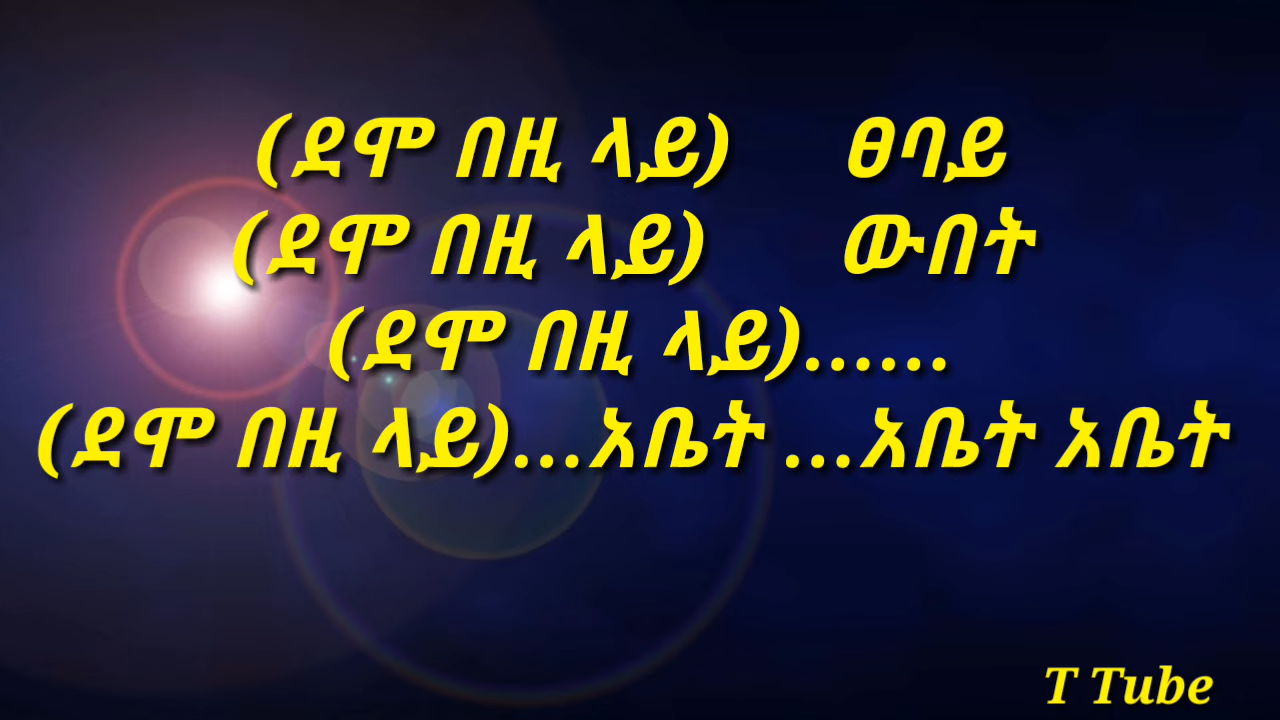 (ደሞ በዚ ላይ) ፀባይ
(ደሞ በዚ ላይ) ውበት
(ደሞ በዚ ላይ)......
(ደሞ በዚ ላይ)...አቤት ...አቤት አቤት
T Tube